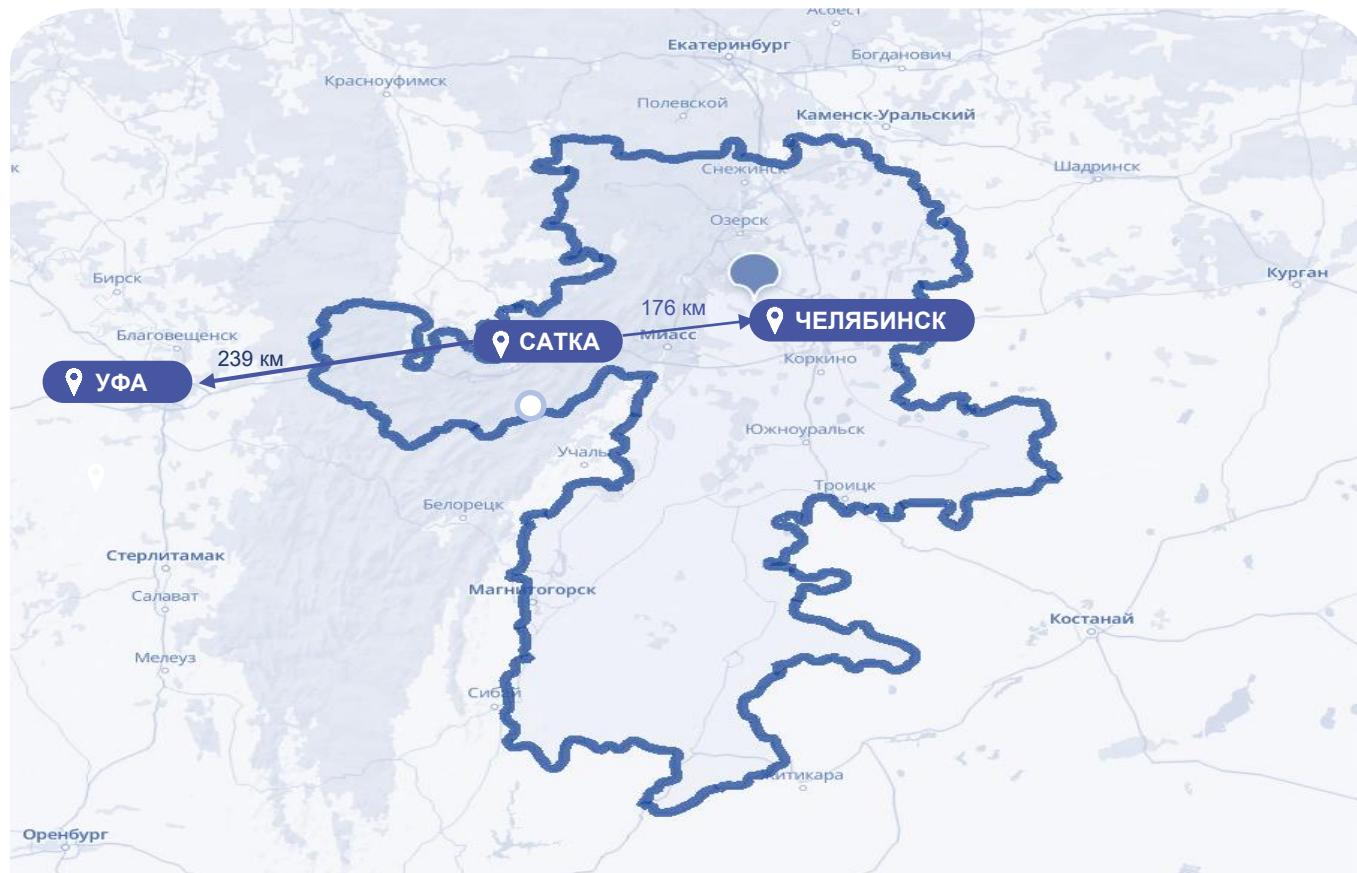 Асбест
Екатеринбург
Богданович
Красноуфимск
Полевской
Каменск-Уральский
Шадринск
Снежинск
Озерск
Бирск
Курган
176 км
ЧЕЛЯБИНСК
Благовещенск
САТКА
Миасс
239 км
Коркино
УФА
Южноуральск
Учалы
Троицк
Белорецк
Стерлитамак
Магнитогорск
Салават
Костанай
Мелеуз
Сибай
Житикара
Оренбург